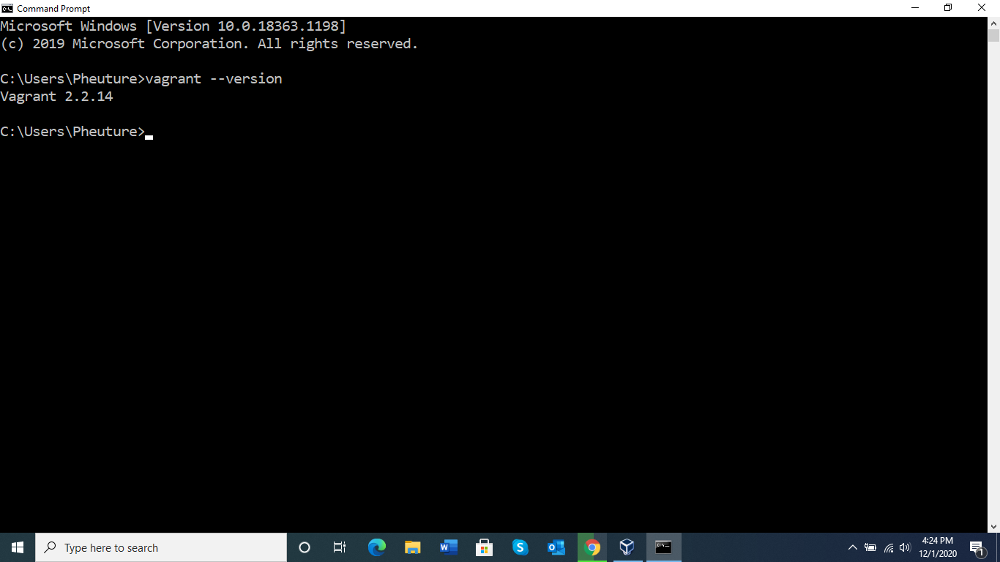 Command Prompt
Microsoft Windows [Version 10.0.18363.1198]
(c) 2019 Microsoft Corporation. All rights reserved.
C:\Users\Pheuture>vagrant --version
Vagrant 2.2.14
C:\Users\Pheuture>
Type here to search
4:24 PM
12/1/2020
1